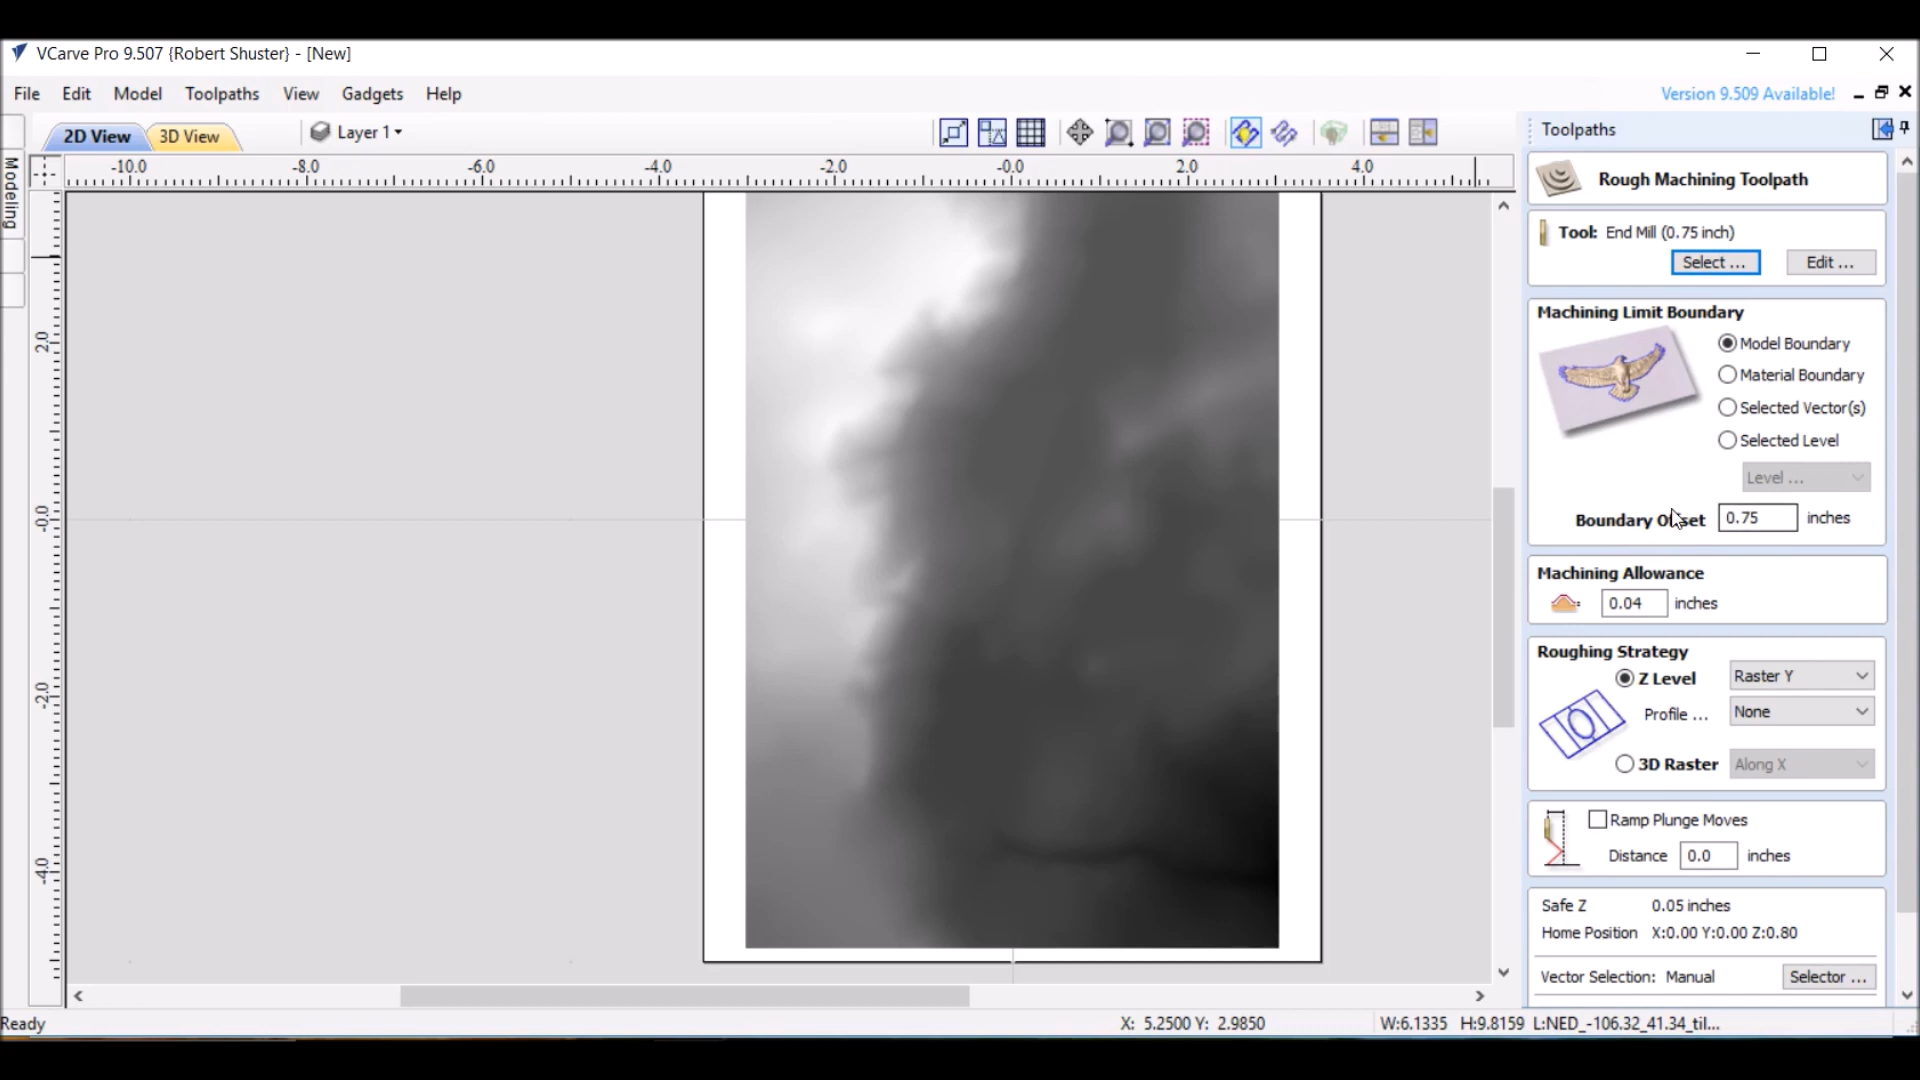 VCarve Pro 9.507 {Robert Shuster} - [New]
File Edit Model Toolpaths View Gadgets Help
Version 9.509 Available!
2D View 3D View Layer 1
Toolpaths
-10.0 -8.0 -6.0 -4.0 -2.0 -0.0 2.0 4.0
Modeling
2.0
-0.0
-2.0
-4.0
Rough Machining Toolpath
Tool: End Mill (0.75 inch)
Select ... Edit ...
Machining Limit Boundary
Model Boundary
Material Boundary
Selected Vector(s)
Selected Level
Level ...
Boundary Offset 0.75 inches
Machining Allowance
0.04 inches
Roughing Strategy
Z Level Raster Y
Profile ... None
3D Raster Along X
Ramp Plunge Moves
Distance 0.0 inches
Safe Z 0.05 inches
Home Position X:0.00 Y:0.00 Z:0.80
Vector Selection: Manual Selector ...
Ready X: 5.2500 Y: 2.9850 W:6.1335 H:9.8159 L:NED_-106.32_41.34_til...